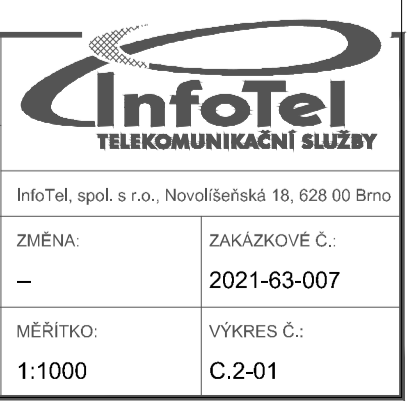 InfoTel
TELEKOMUNIKAČNÍ SLUŽBY
InfoTel, spol. s r.o., Novolíšeňská 18, 628 00 Brno
ZMĚNA: ZAKÁZKOVÉ Č.:
– 2021-63-007
MĚŘÍTKO: VÝKRES Č.:
1:1000 C.2-01